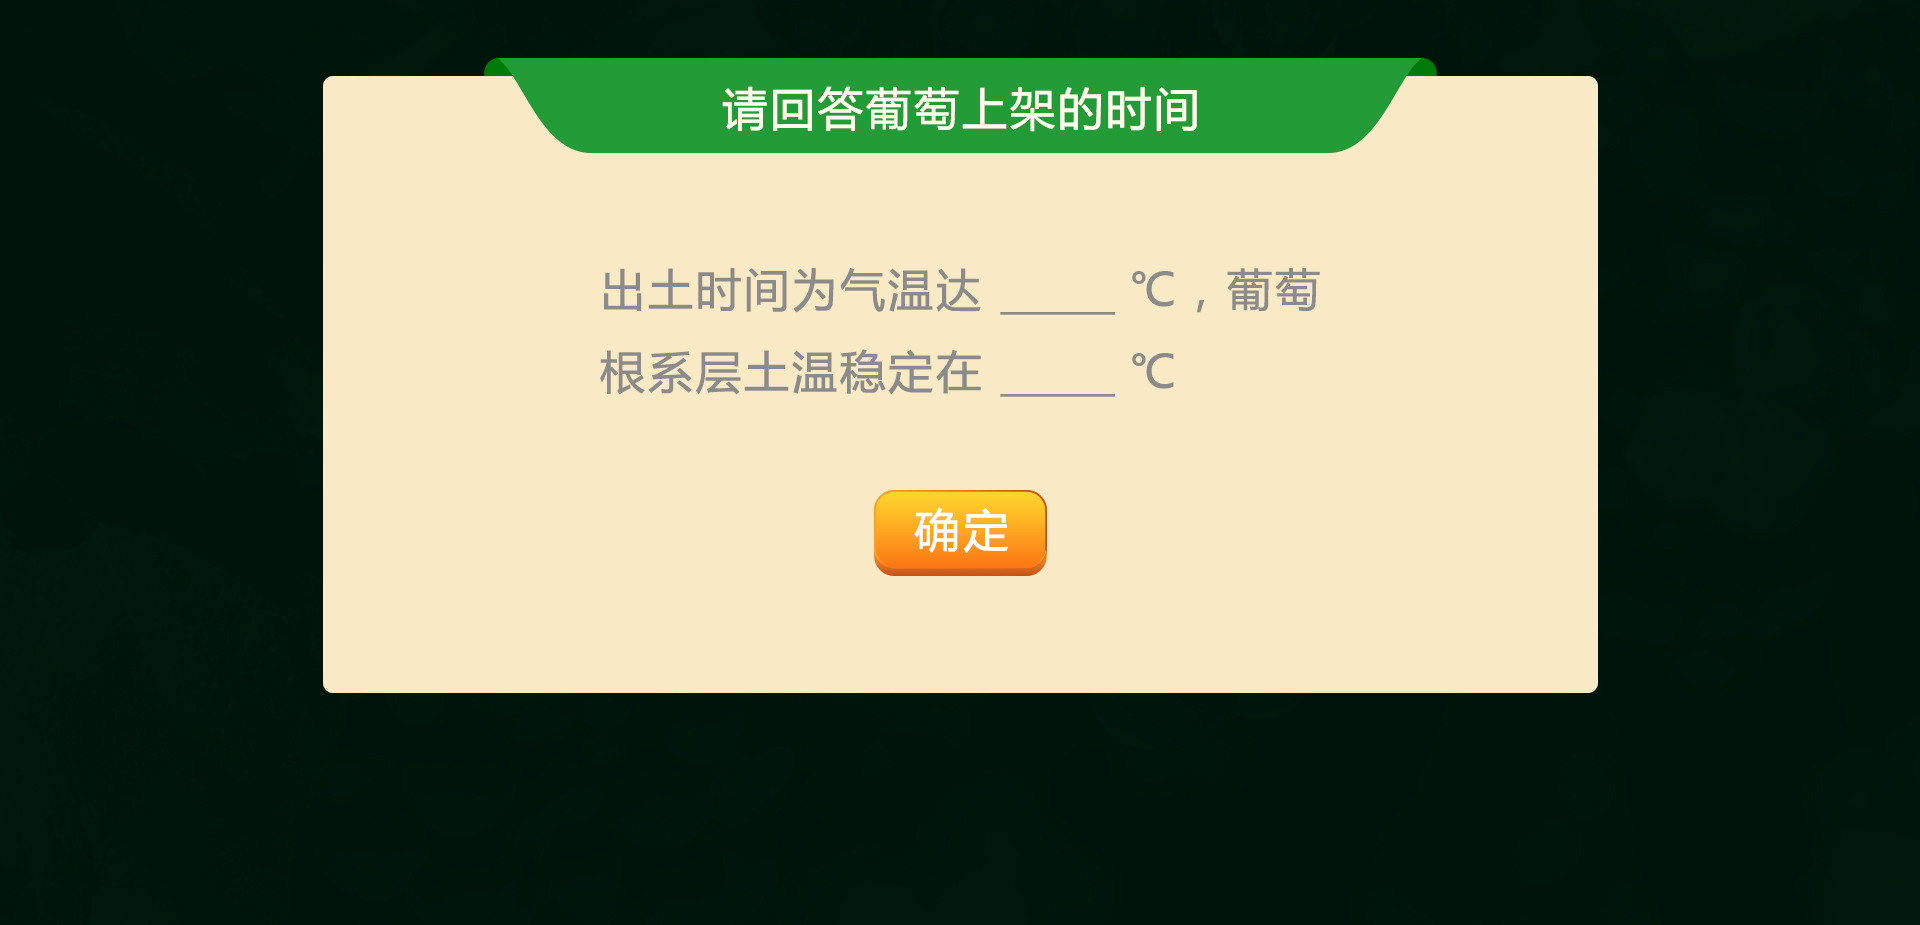 请回答葡萄上架的时间
出土时间为气温达 _____ ℃，葡萄
根系层土温稳定在 _____ ℃
确定